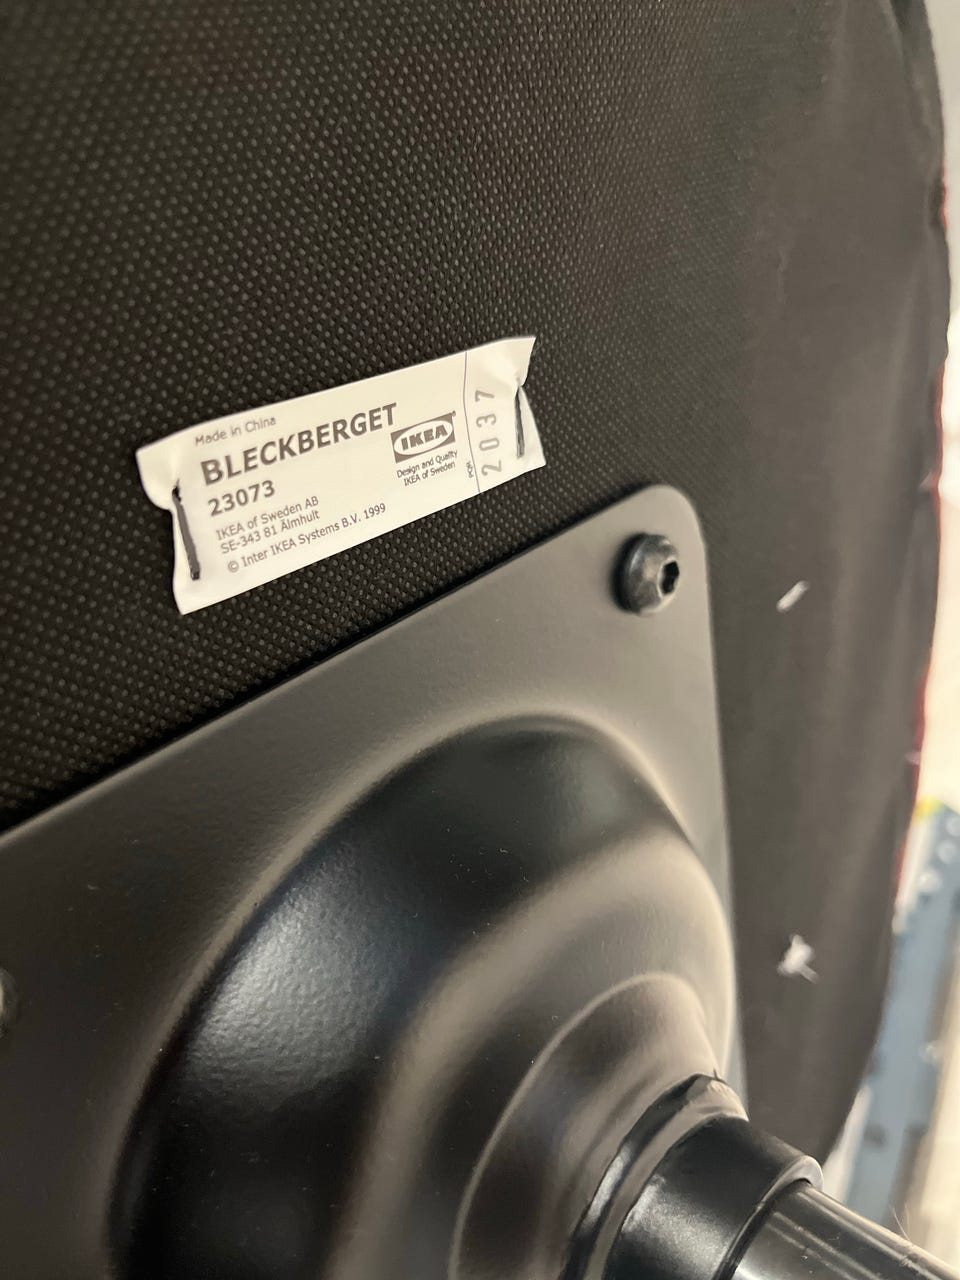 Made in China
BLECKBERGET
23073
IKEA of Sweden AB
SE-343 81 Älmhult
© Inter IKEA Systems B.V. 1999
IKEA
Design and Quality
IKEA of Sweden
2037